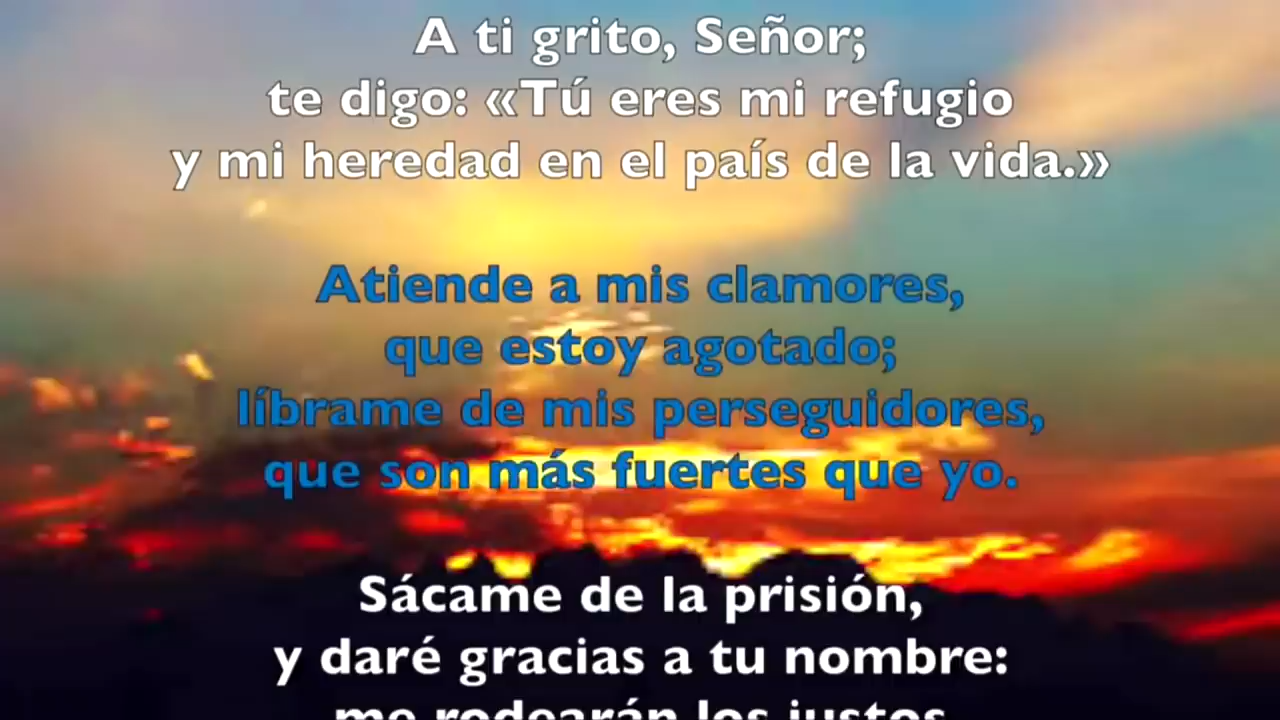 A ti grito, Señor;
te digo: «Tú eres mi refugio
y mi heredad en el país de la vida.»
Atiende a mis clamores,
que estoy agotado;
líbrame de mis perseguidores,
que son más fuertes que yo.
Sácame de la prisión,
y daré gracias a tu nombre:
me rodearán los justos